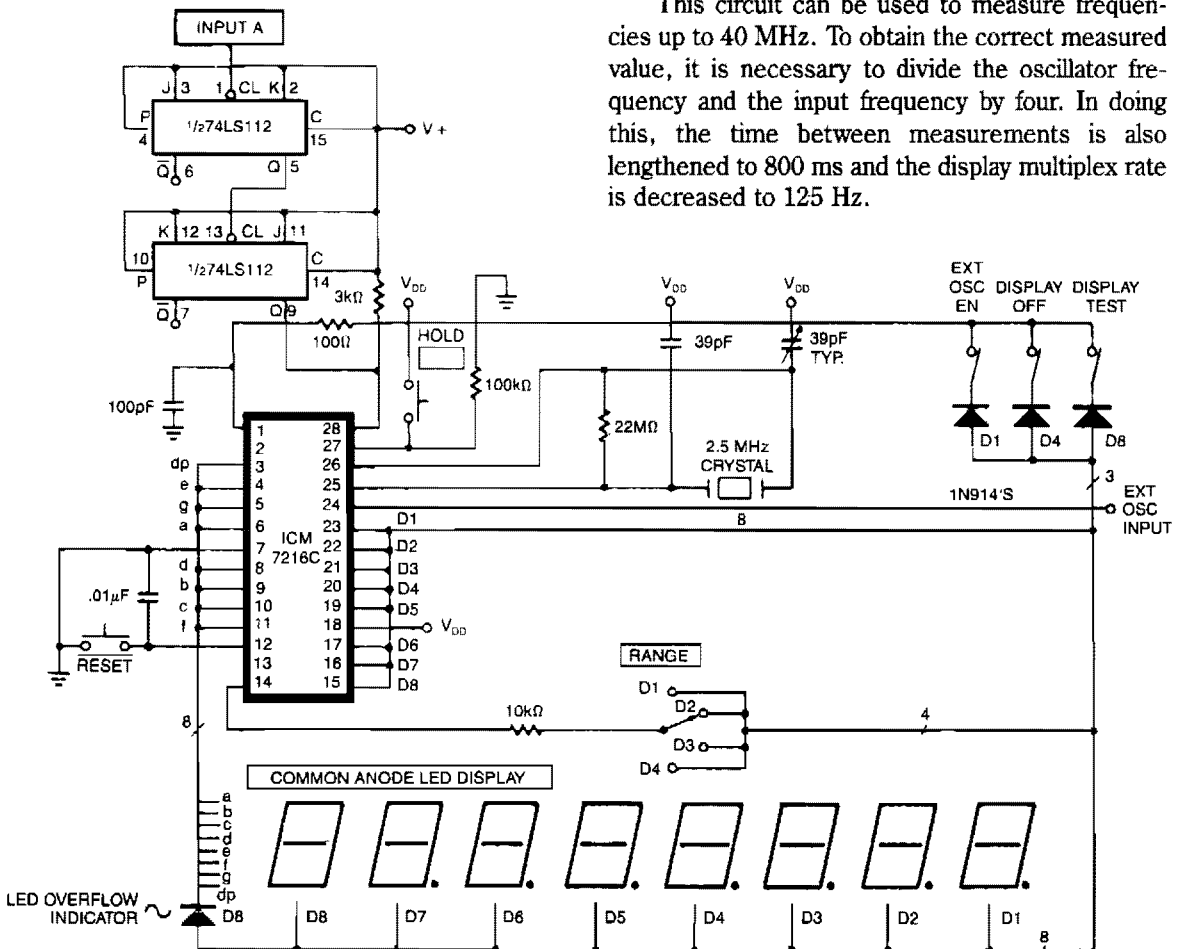 This circuit can be used to measure frequen-
cies up to 40 MHz. To obtain the correct measured
value, it is necessary to divide the oscillator fre-
quency and the input frequency by four. In doing
this, the time between measurements is also
lengthened to 800 ms and the display multiplex rate
is decreased to 125 Hz.
INPUT A
J 3 1 CL K 2
P 4
1/274LS112
C 15
V+
Q̅ 6
Q 5
K 12 13 CL J 11
10 P
1/274LS112
C 14
Q̅ 7
Q 9
3kΩ
100Ω
100pF
V_DD
HOLD
100kΩ
V_DD
39pF
V_DD
39pF
TYP.
22MΩ
2.5 MHz
CRYSTAL
EXT
OSC
EN
DISPLAY
OFF
DISPLAY
TEST
D1
D4
D8
1N914'S
3
EXT
OSC
INPUT
8
ICM
7216C
1 28
2 27
3 26
4 25
5 24
6 23
7 22
8 21
9 20
10 19
11 18
12 17
13 16
14 15
dp
e
g
a
d
b
c
f
D1
D2
D3
D4
D5
V_DD
D6
D7
D8
.01µF
RESET
8
10kΩ
RANGE
D1
D2
D3
D4
4
COMMON ANODE LED DISPLAY
a
b
c
d
e
f
g
dp
LED OVERFLOW
INDICATOR
D8
D8 D7 D6 D5 D4 D3 D2 D1
8